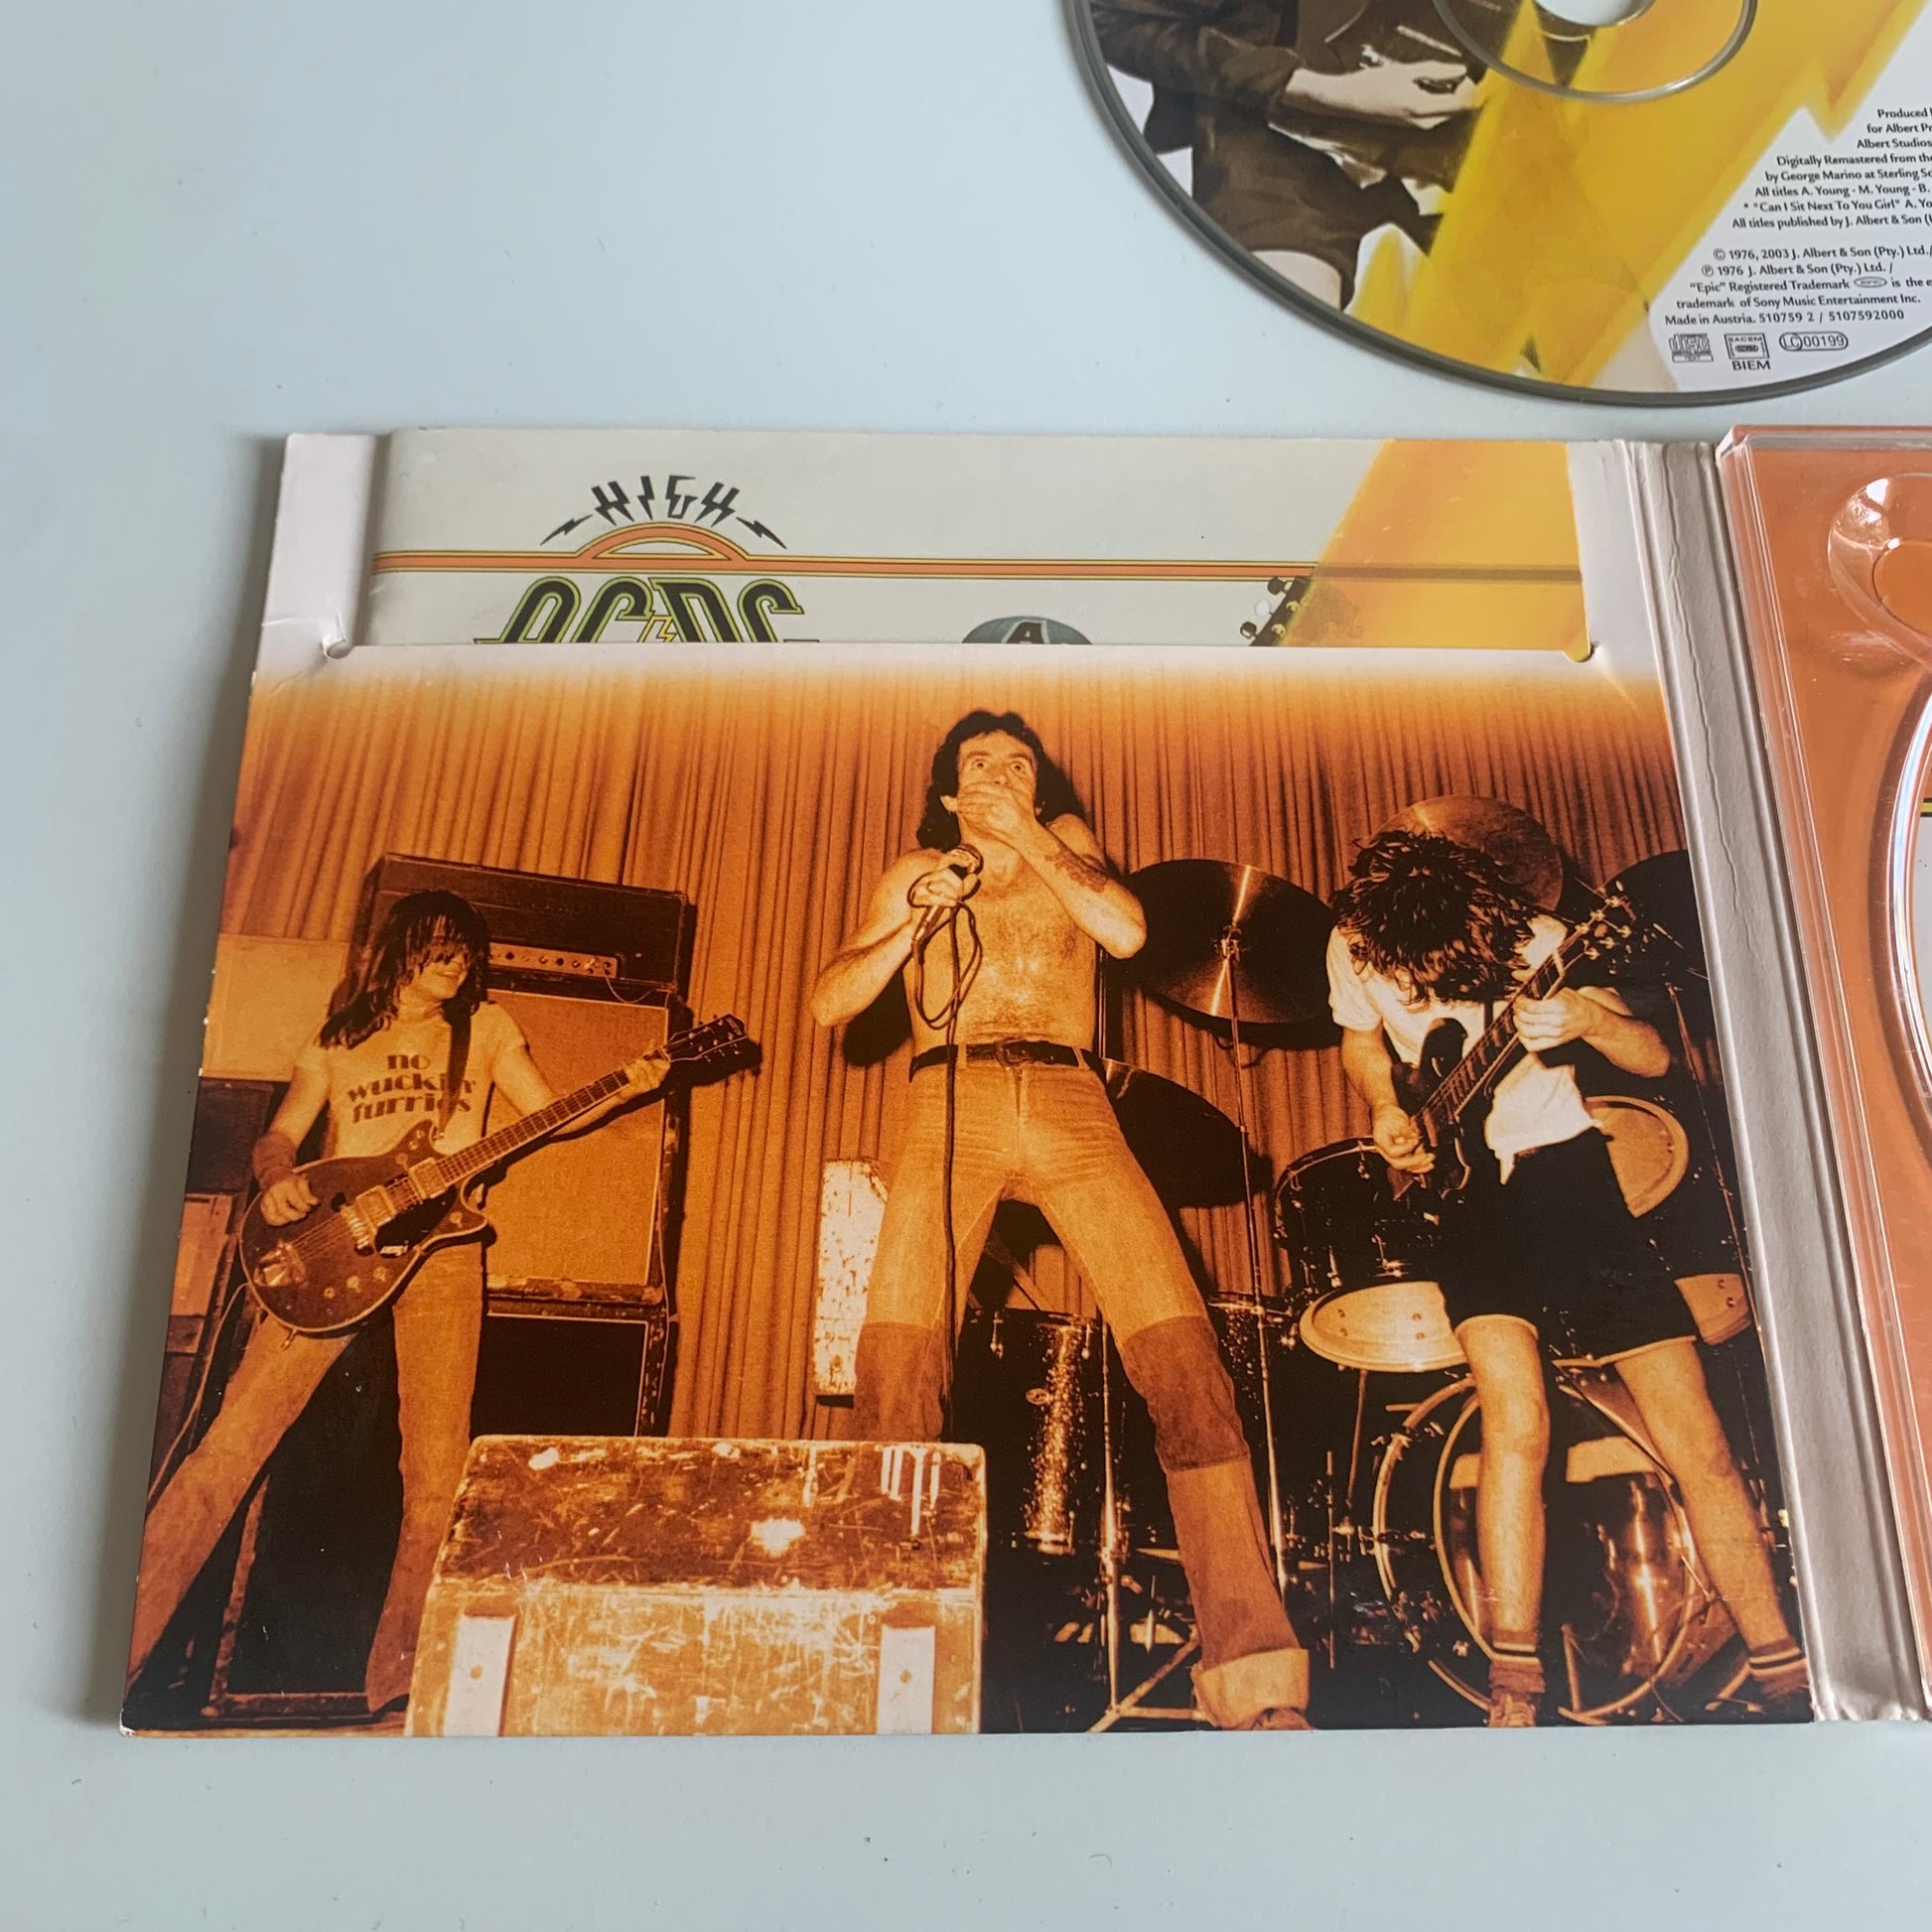 Produced
for Albert
Albert Studios
Digitally Remastered from the
by George Marino at Sterling
All titles A. Young - M. Young - B.
* "Can I Sit Next To You Girl" A.
All titles published by J. Albert & Son
© 1976, 2003 J. Albert & Son (Pty.) Ltd./
℗ 1976 J. Albert & Son (Pty.) Ltd. /
"Epic" Registered Trademark epic is the
trademark of Sony Music Entertainment Inc.
Made in Austria. 510759 2 / 5107592000
disc
SACEM
BIEM
LC 00199
HIGH
AC DC
A
no
wuckin
furries